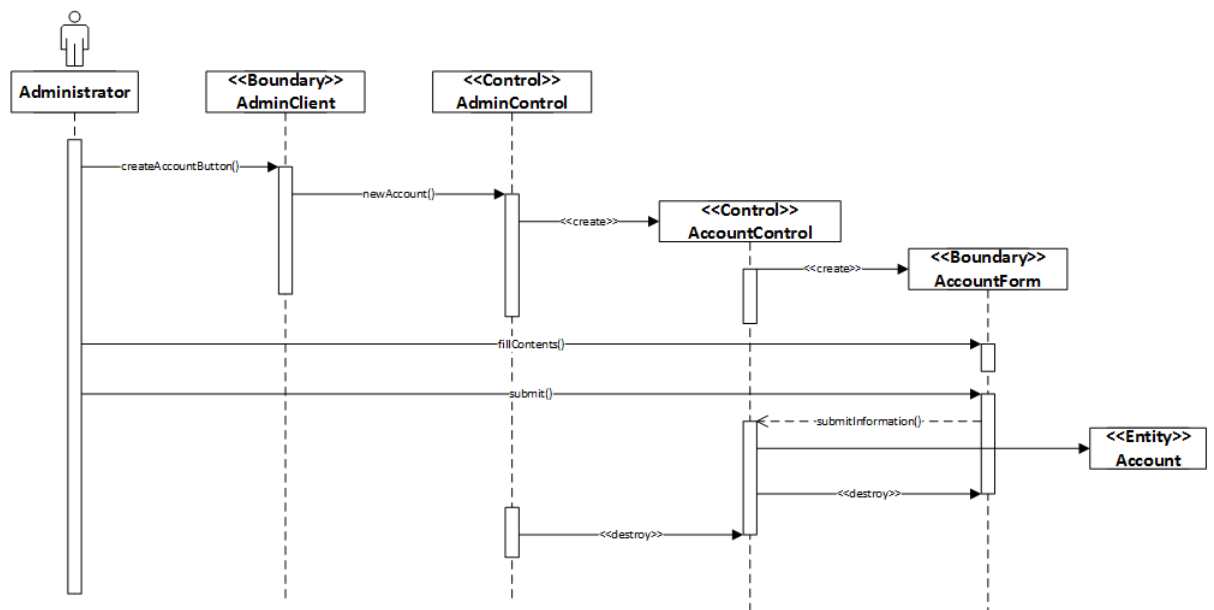 Administrator
<<Boundary>>
AdminClient
<<Control>>
AdminControl
createAccountButton()
newAccount()
<<create>>
<<Control>>
AccountControl
<<create>>
<<Boundary>>
AccountForm
fillContents()
submit()
submitInformation()
<<Entity>>
Account
<<destroy>>
<<destroy>>